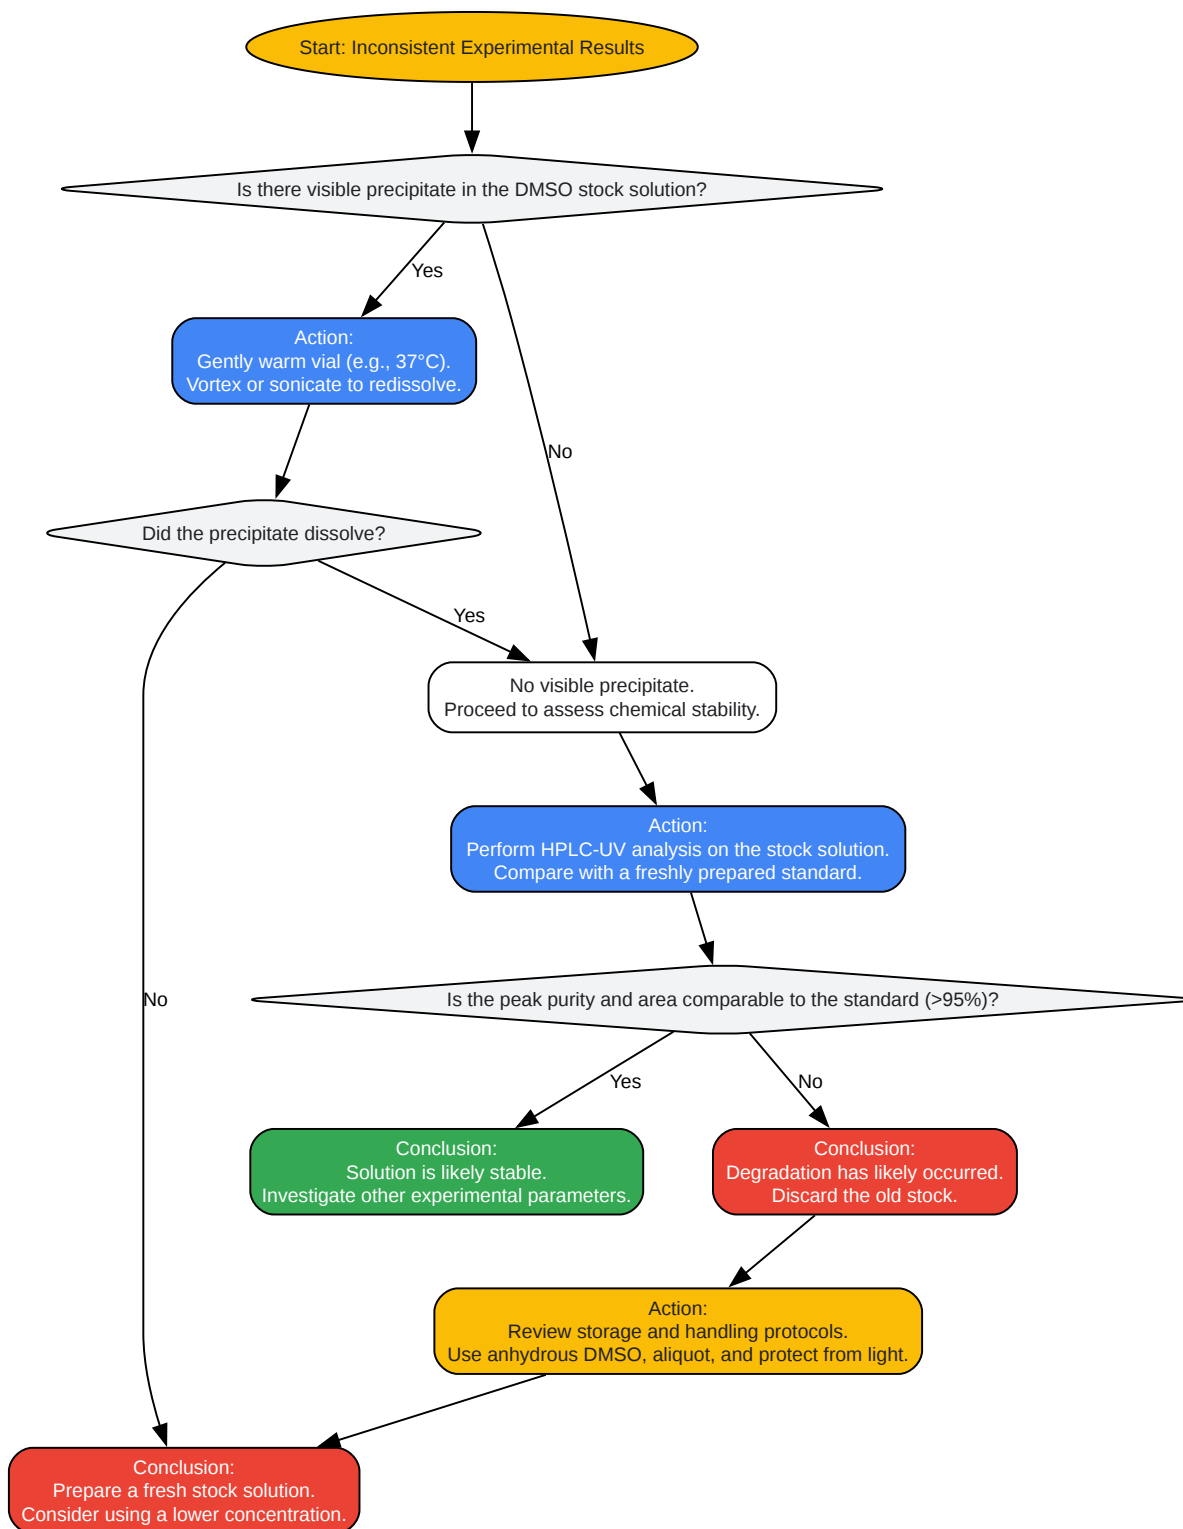 Start: Inconsistent Experimental Results
Is there visible precipitate in the DMSO stock solution?
Yes
Action:
Gently warm vial (e.g., 37°C).
Vortex or sonicate to redissolve.
No
Did the precipitate dissolve?
Yes
No visible precipitate.
Proceed to assess chemical stability.
Action:
Perform HPLC-UV analysis on the stock solution.
Compare with a freshly prepared standard.
No
Is the peak purity and area comparable to the standard (>95%)?
Yes
No
Conclusion:
Solution is likely stable.
Investigate other experimental parameters.
Conclusion:
Degradation has likely occurred.
Discard the old stock.
Action:
Review storage and handling protocols.
Use anhydrous DMSO, aliquot, and protect from light.
Conclusion:
Prepare a fresh stock solution.
Consider using a lower concentration.